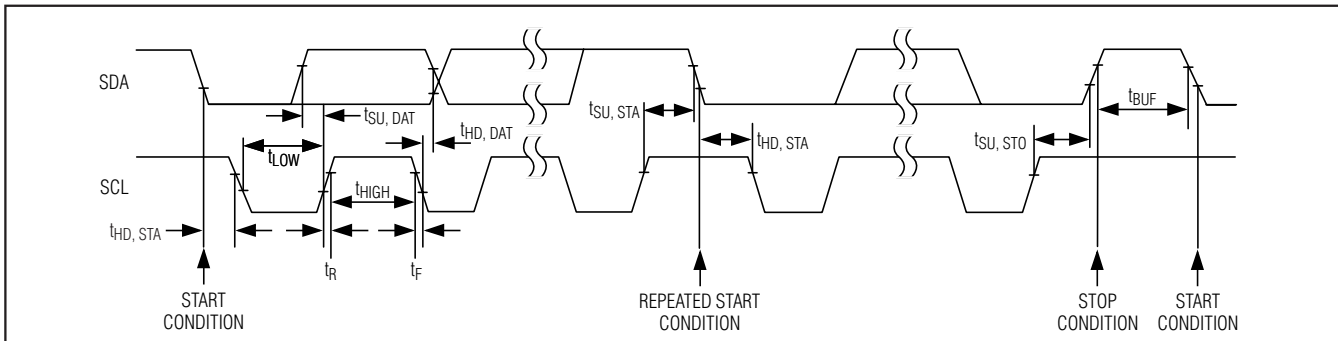 SDA
tSU, DAT
tHD, DAT
tLOW
tSU, STA
tHD, STA
tBUF
tSU, STO
SCL
tHIGH
tHD, STA
tR
tF
START
CONDITION
REPEATED START
CONDITION
STOP
CONDITION
START
CONDITION